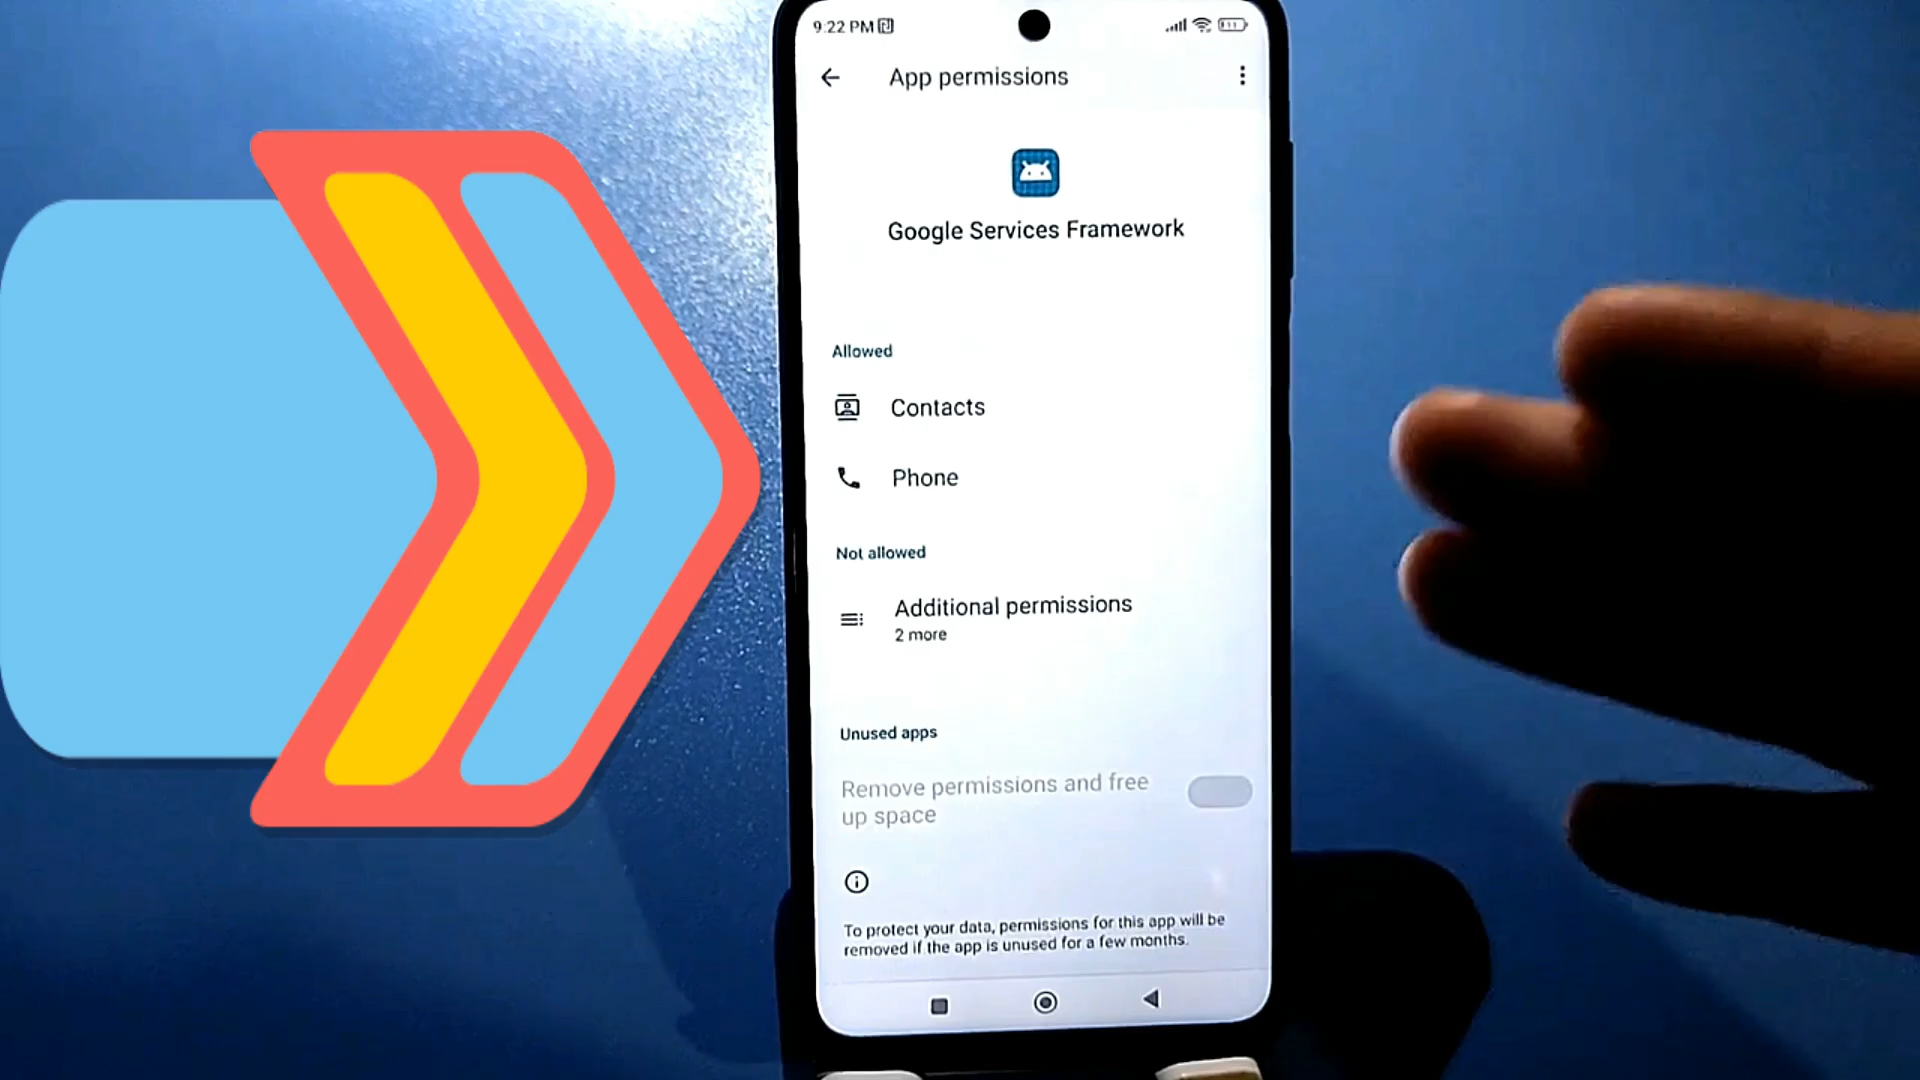 9:22 PM
App permissions
Google Services Framework
Allowed
Contacts
Phone
Not allowed
Additional permissions
2 more
Unused apps
Remove permissions and free
up space
To protect your data, permissions for this app will be
removed if the app is unused for a few months.